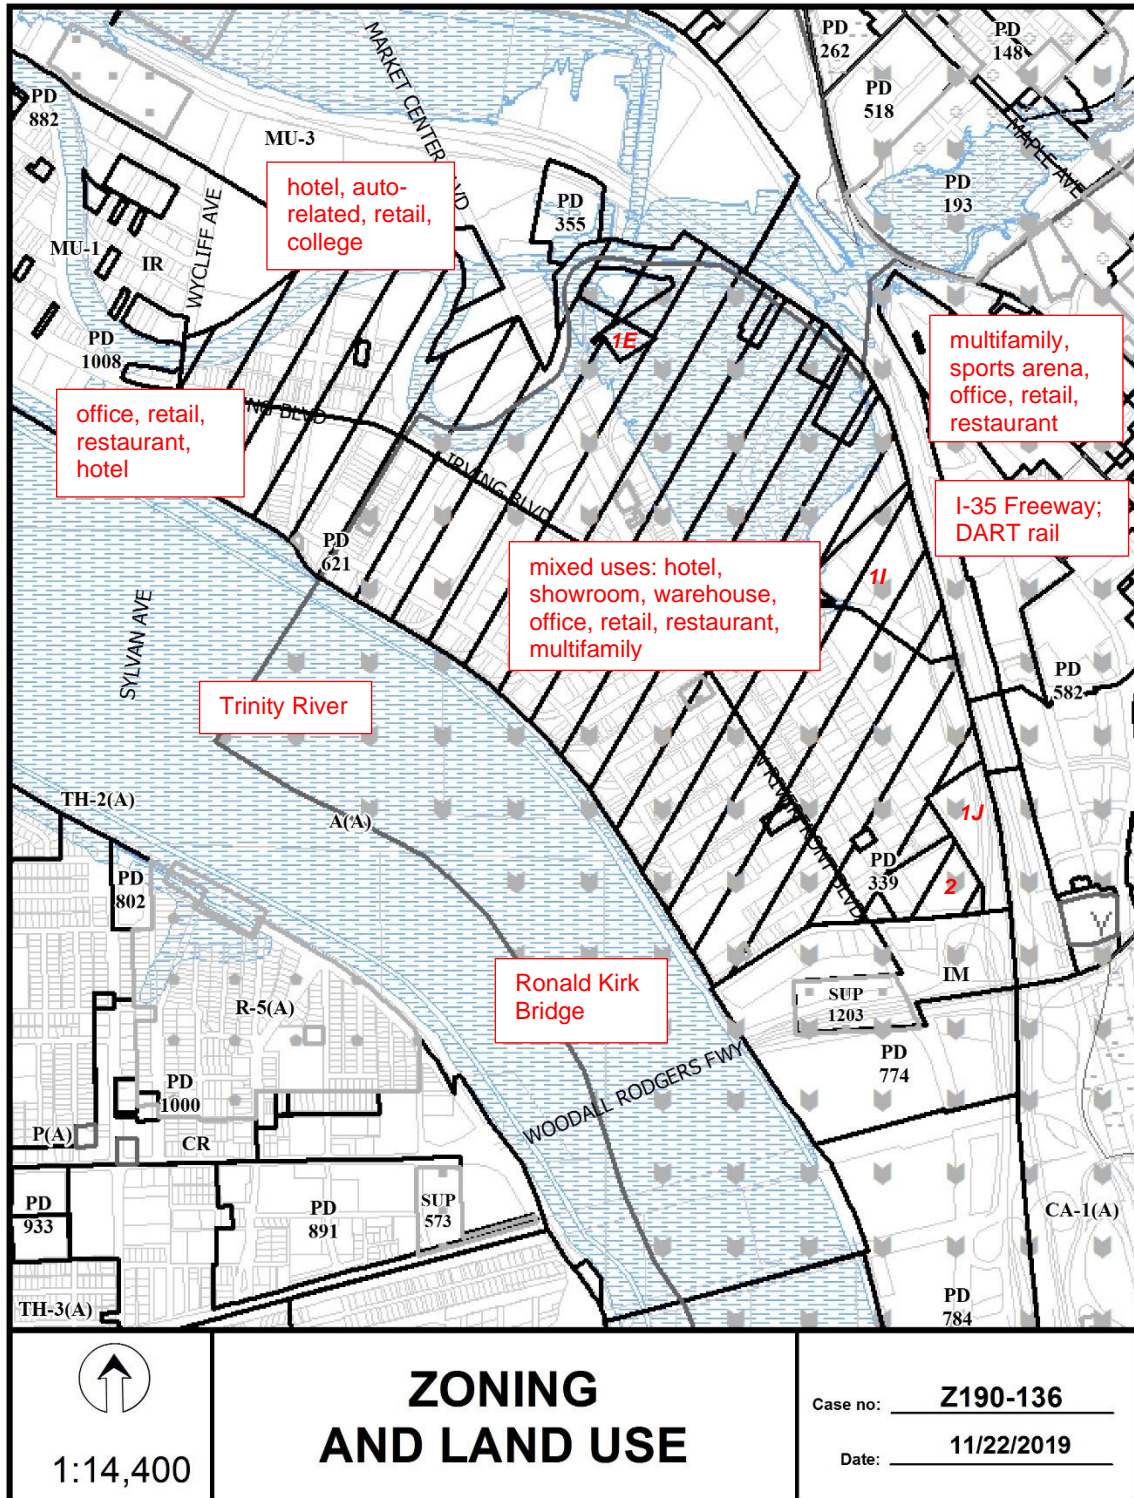 PD
262
PD
148
MARKET CENTER BLVD
PD
882
PD
518
MAPLE AVE
MU-3
hotel, auto-
related, retail,
college
PD
355
PD
193
WYCLIFF AVE
MU-1
IR
PD
1008
1E
multifamily,
sports arena,
office, retail,
restaurant
office, retail,
restaurant,
hotel
NG BLVD
IRVING BLVD
I-35 Freeway;
DART rail
PD
621
mixed uses: hotel,
showroom, warehouse,
office, retail, restaurant,
multifamily
1I
SYLVAN AVE
PD
582
Trinity River
TH-2(A)
A(A)
N RIVERFRONT BLVD
1J
PD
802
PD
339
2
Ronald Kirk
Bridge
IM
SUP
1203
R-5(A)
PD
774
WOODALL RODGERS FWY
PD
1000
P(A)
CR
PD
933
PD
891
SUP
573
CA-1(A)
TH-3(A)
PD
784
1:14,400
ZONING
AND LAND USE
Case no: Z190-136
Date: 11/22/2019